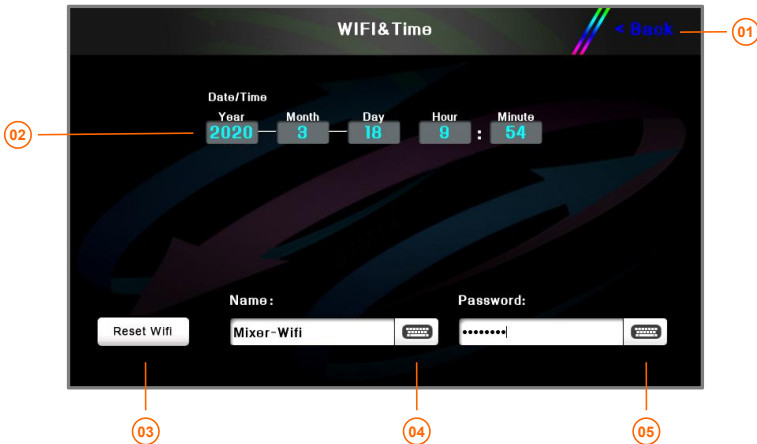 WIFI&Time
< Back
01
Date/Time
Year Month Day Hour Minute
02
2020 3 18 9 : 54
Name: Password:
Reset Wifi Mixer-Wifi ••••••••
03 04 05